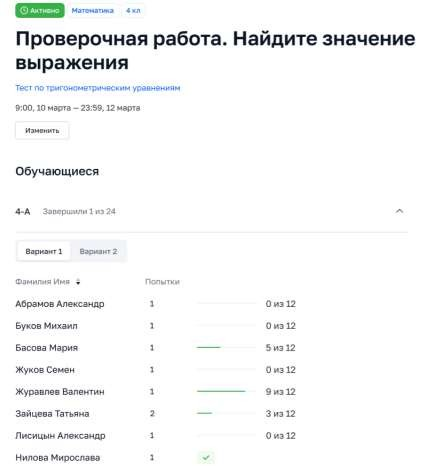 Активно Математика 4 кл
Проверочная работа. Найдите значение
выражения
Тест по тригонометрическим уравнениям
9:00, 10 марта — 23:59, 12 марта
Изменить
Обучающиеся
4-А Завершили 1 из 24
Вариант 1 Вариант 2
Фамилия Имя Попытки
Абрамов Александр 1 0 из 12
Буков Михаил 1 0 из 12
Басова Мария 1 5 из 12
Жуков Семен 1 0 из 12
Журавлев Валентин 1 9 из 12
Зайцева Татьяна 2 3 из 12
Лисицын Александр 1 0 из 12
Нилова Мирослава 1